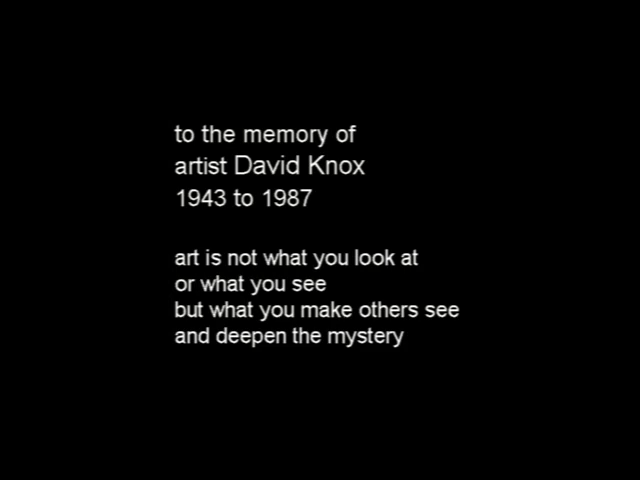 to the memory of
artist David Knox
1943 to 1987
art is not what you look at
or what you see
but what you make others see
and deepen the mystery